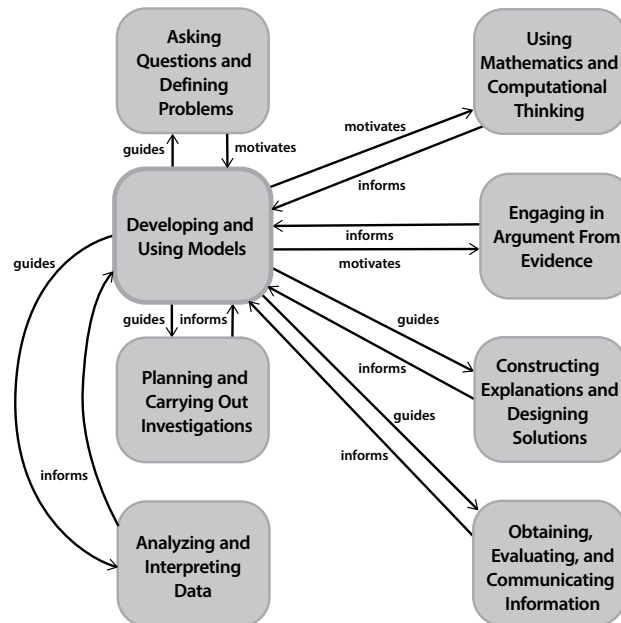 Asking
Questions and
Defining
Problems
Using
Mathematics and
Computational
Thinking
guides
motivates
motivates
informs
Developing and
Using Models
Engaging in
Argument From
Evidence
informs
motivates
guides
guides
informs
guides
informs
Planning and
Carrying Out
Investigations
Constructing
Explanations and
Designing
Solutions
guides
informs
informs
Analyzing and
Interpreting
Data
Obtaining,
Evaluating, and
Communicating
Information